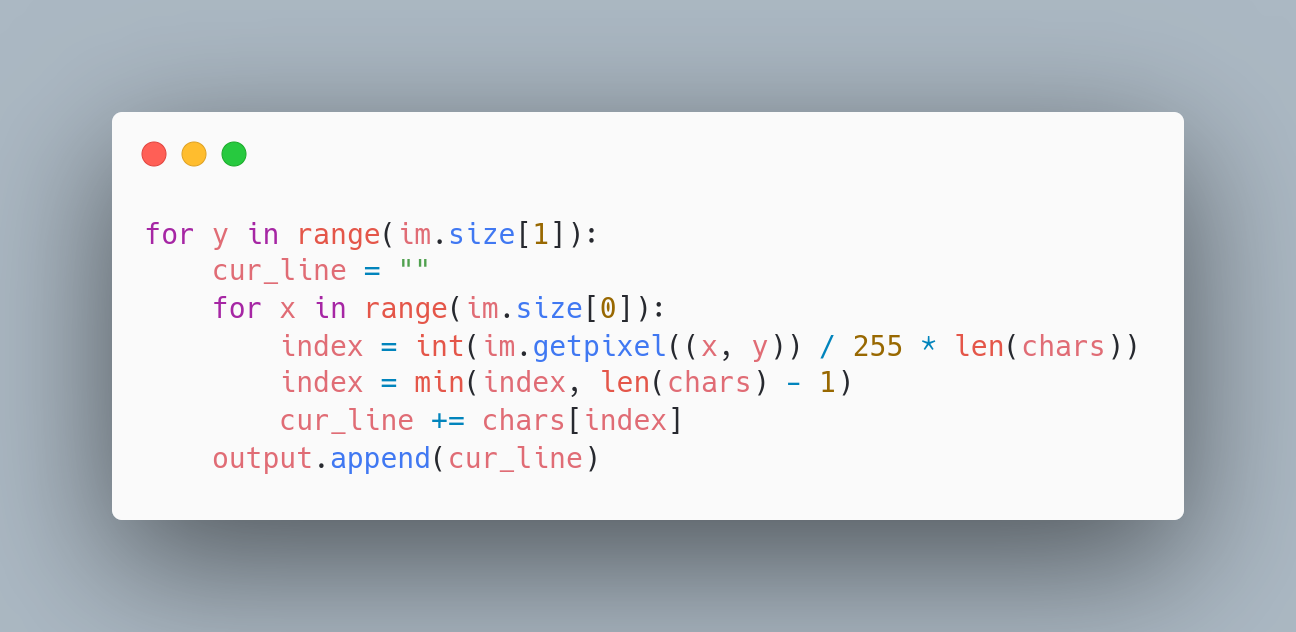 for y in range(im.size[1]):
    cur_line = ""
    for x in range(im.size[0]):
        index = int(im.getpixel((x, y)) / 255 * len(chars))
        index = min(index, len(chars) - 1)
        cur_line += chars[index]
    output.append(cur_line)